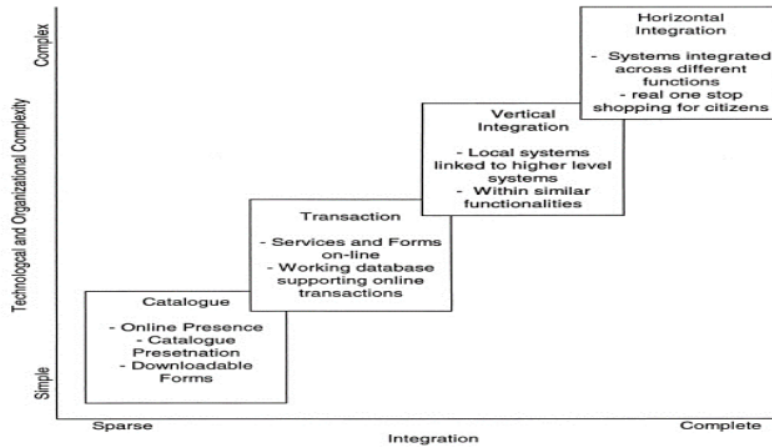 Complex
Technologcal and Organizational Complexity
Simple
Horizontal
Integration
- Systems integrated
across different
functions
- real one stop
shopping for citizens
Vertical
Integration
- Local systems
linked to higher level
systems
- Within similar
functionalities
Transaction
- Services and Forms
on-line
- Working database
supporting online
transactions
Catalogue
- Online Presence
- Catalogue
Presetnation
- Downloadable
Forms
Sparse
Integration
Complete